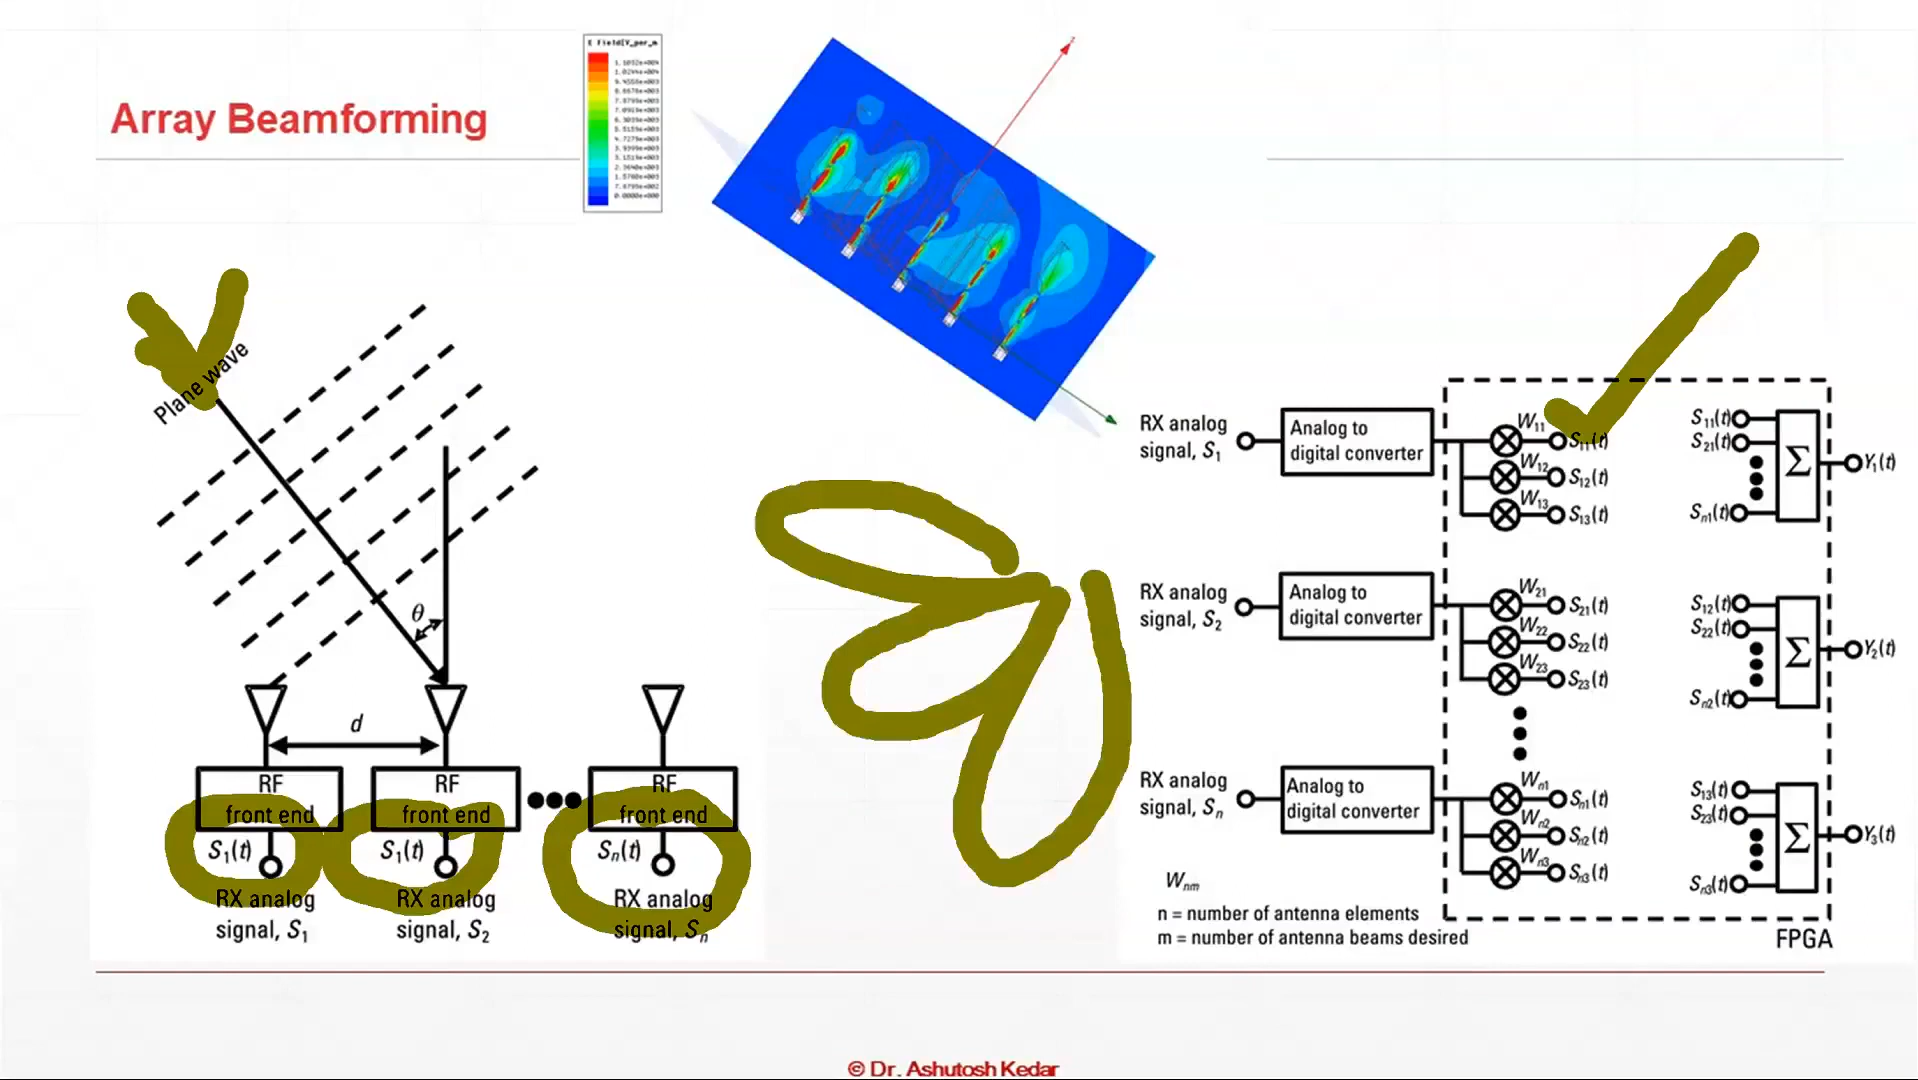 Array Beamforming
E Field[V_per_m
Plane wave
θ
d
RF
front end
RF
front end
RF
front end
S1(t)
S1(t)
Sn(t)
RX analog
signal, S1
RX analog
signal, S2
RX analog
signal, Sn
RX analog
signal, S1
Analog to
digital converter
W11
S11(t)
W12
S12(t)
W13
S13(t)
S11(t)
S21(t)
Sn1(t)
Σ
Y1(t)
RX analog
signal, S2
Analog to
digital converter
W21
S21(t)
W22
S22(t)
W23
S23(t)
S12(t)
S22(t)
Sn2(t)
Σ
Y2(t)
RX analog
signal, Sn
Analog to
digital converter
Wn1
Sn1(t)
Wn2
Sn2(t)
Wn3
Sn3(t)
S13(t)
S23(t)
Sn3(t)
Σ
Y3(t)
Wnm
n = number of antenna elements
m = number of antenna beams desired
FPGA
© Dr. Ashutosh Kedar